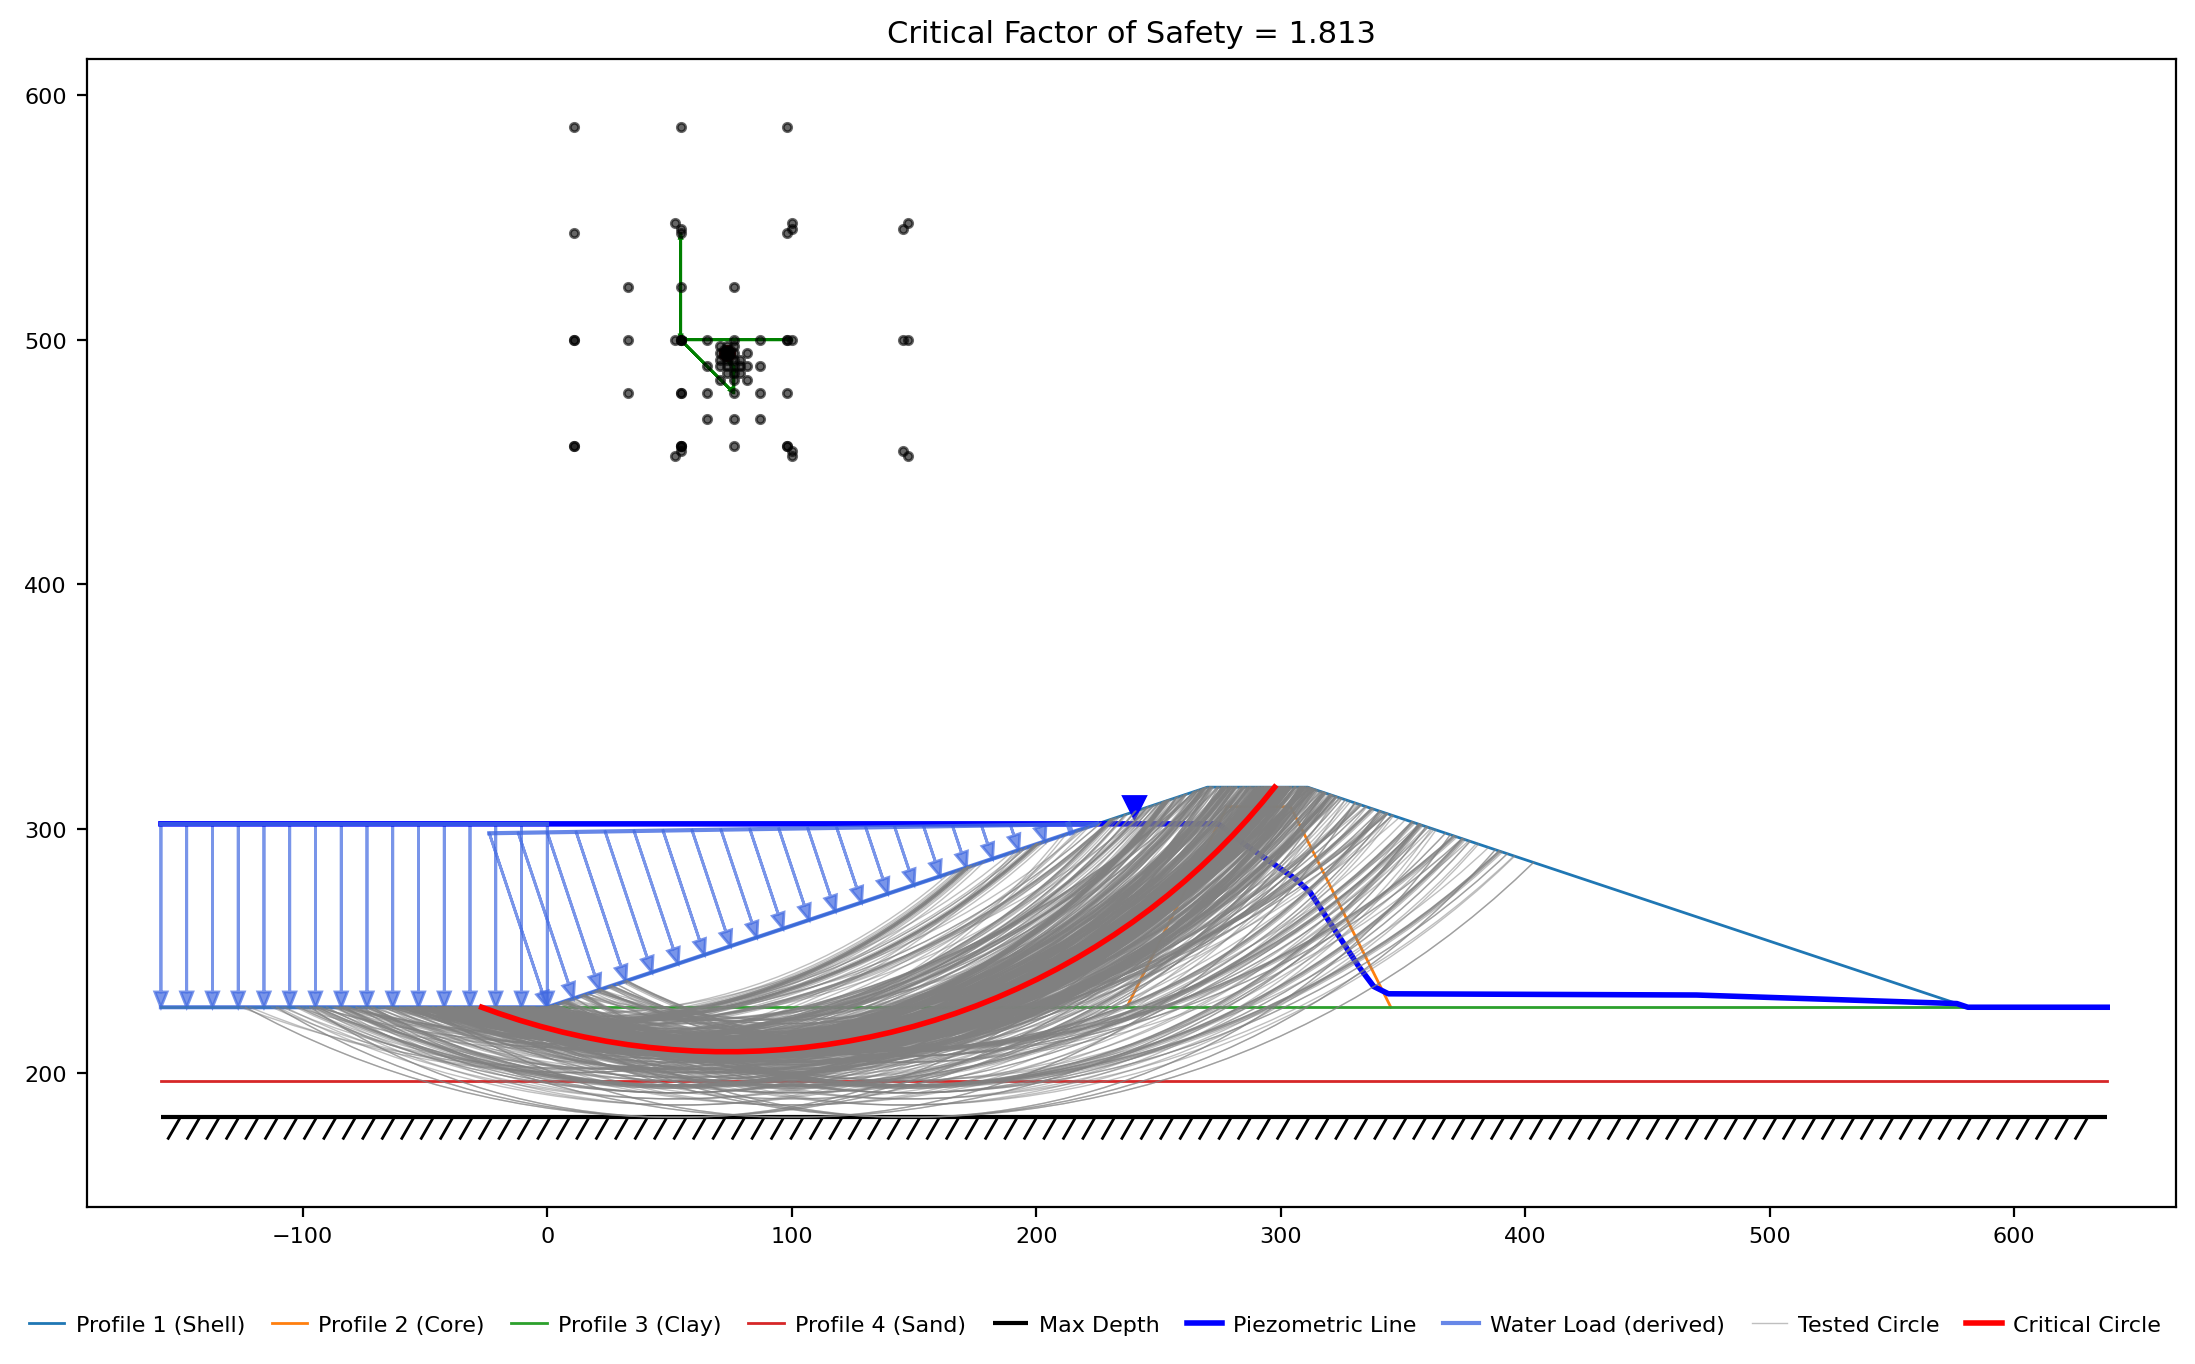 Critical Factor of Safety = 1.813
600
500
400
300
200
−100 0 100 200 300 400 500 600
Profile 1 (Shell) Profile 2 (Core) Profile 3 (Clay) Profile 4 (Sand) Max Depth Piezometric Line Water Load (derived) Tested Circle Critical Circle